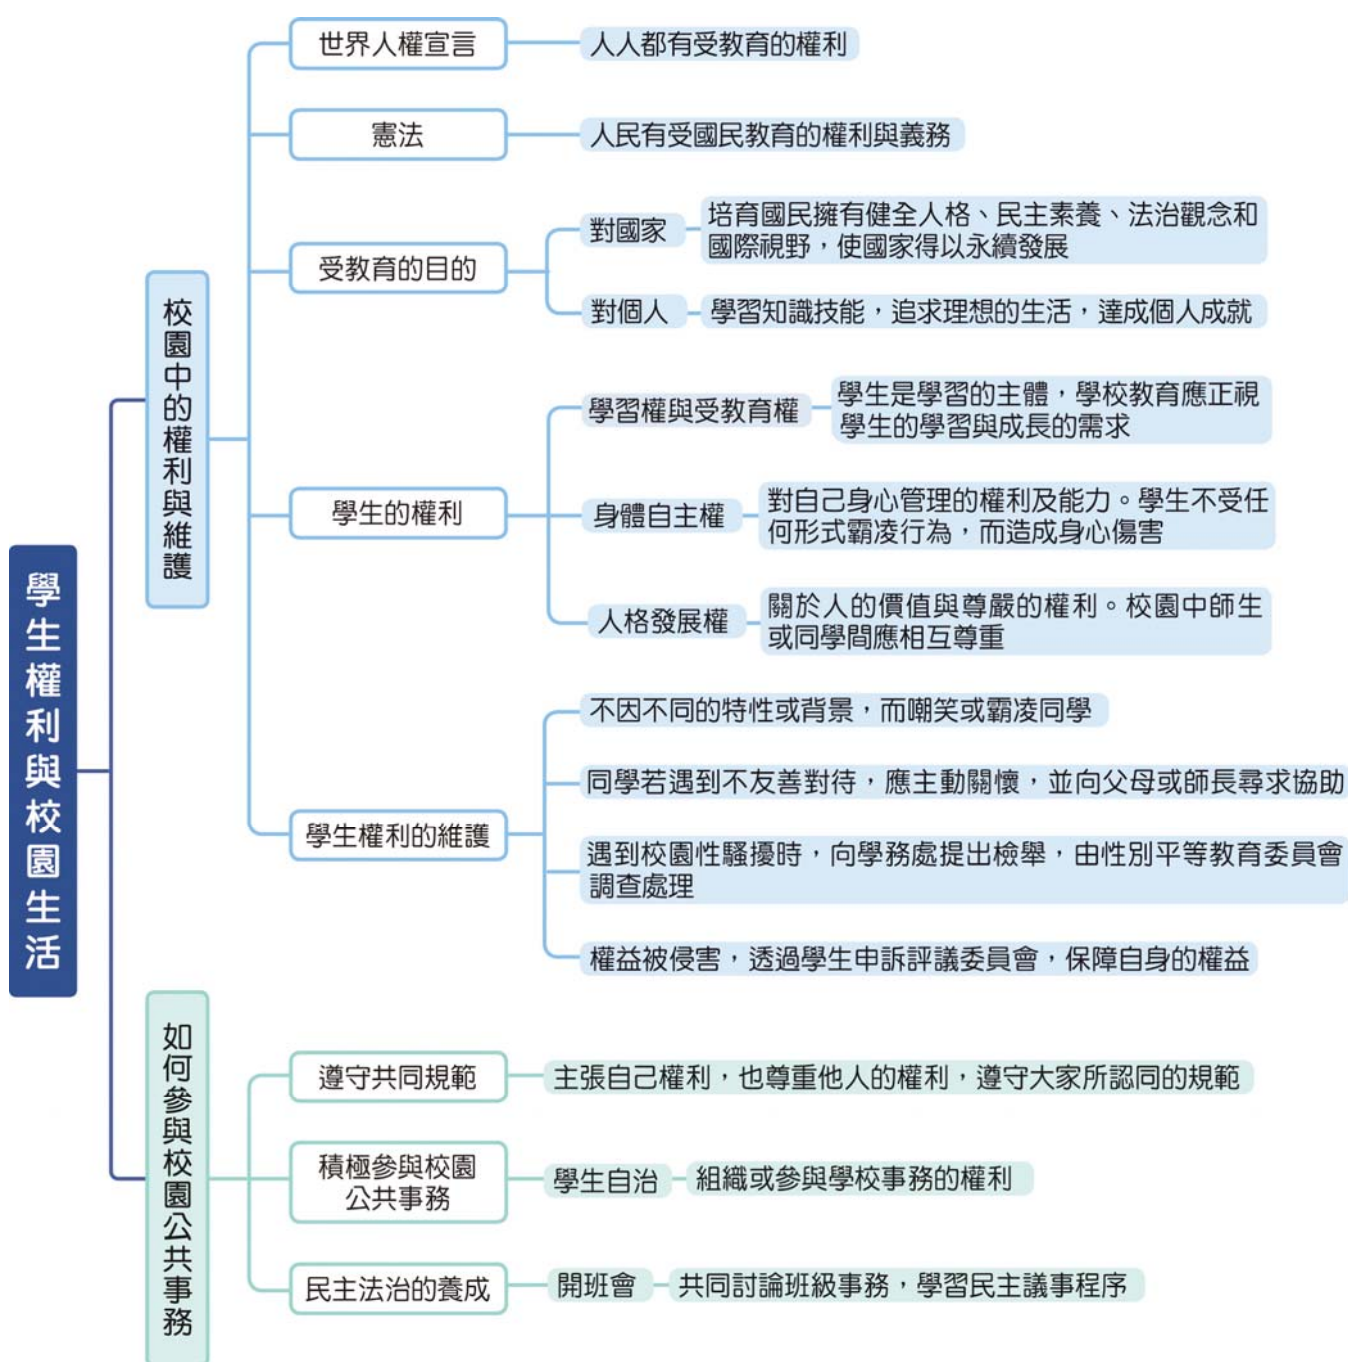 學生權利與校園生活
校園中的權利與維護
世界人權宣言
人人都有受教育的權利
憲法
人民有受國民教育的權利與義務
受教育的目的
對國家
培育國民擁有健全人格、民主素養、法治觀念和
國際視野，使國家得以永續發展
對個人
學習知識技能，追求理想的生活，達成個人成就
學生的權利
學習權與受教育權
學生是學習的主體，學校教育應正視
學生的學習與成長的需求
身體自主權
對自己身心管理的權利及能力。學生不受任
何形式霸凌行為，而造成身心傷害
人格發展權
關於人的價值與尊嚴的權利。校園中師生
或同學間應相互尊重
學生權利的維護
不因不同的特性或背景，而嘲笑或霸凌同學
同學若遇到不友善對待，應主動關懷，並向父母或師長尋求協助
遇到校園性騷擾時，向學務處提出檢舉，由性別平等教育委員會
調查處理
權益被侵害，透過學生申訴評議委員會，保障自身的權益
如何參與校園公共事務
遵守共同規範
主張自己權利，也尊重他人的權利，遵守大家所認同的規範
積極參與校園
公共事務
學生自治
組織或參與學校事務的權利
民主法治的養成
開班會
共同討論班級事務，學習民主議事程序